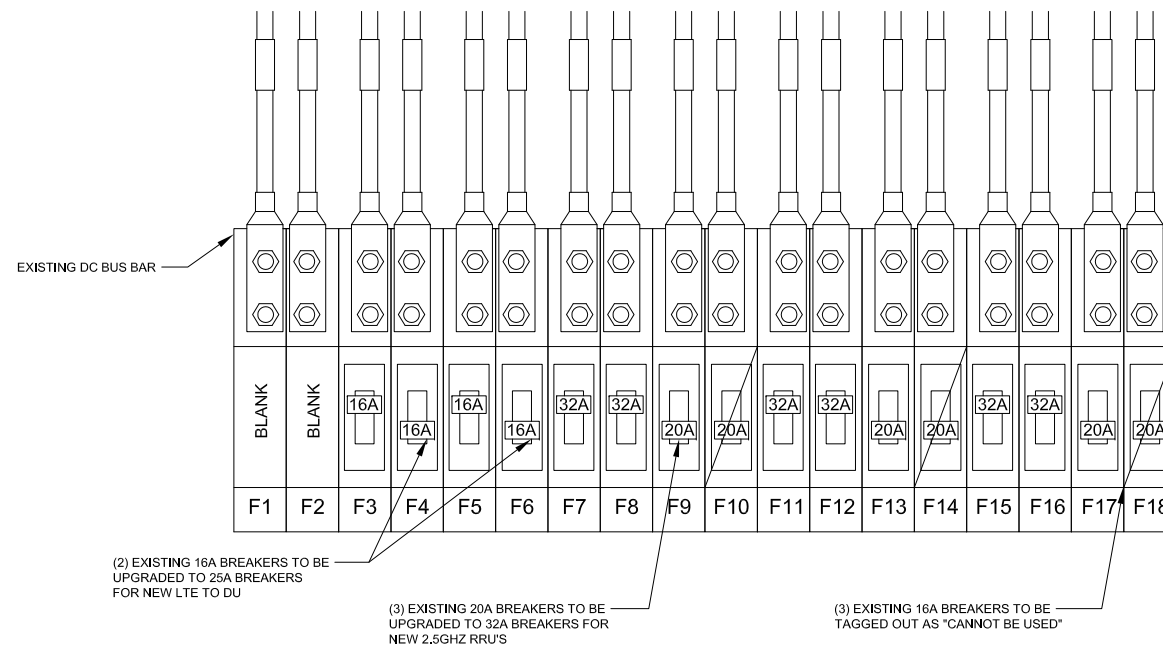 EXISTING DC BUS BAR
BLANK BLANK
16A 16A 32A 32A 32A 32A 32A 32A
16A 16A 20A 20A 20A 20A 20A 20A
F1 F2 F3 F4 F5 F6 F7 F8 F9 F10 F11 F12 F13 F14 F15 F16 F17 F18
(2) EXISTING 16A BREAKERS TO BE
UPGRADED TO 25A BREAKERS
FOR NEW LTE TO DU
(3) EXISTING 20A BREAKERS TO BE
UPGRADED TO 32A BREAKERS FOR
NEW 2.5GHZ RRU'S
(3) EXISTING 16A BREAKERS TO BE
TAGGED OUT AS "CANNOT BE USED"